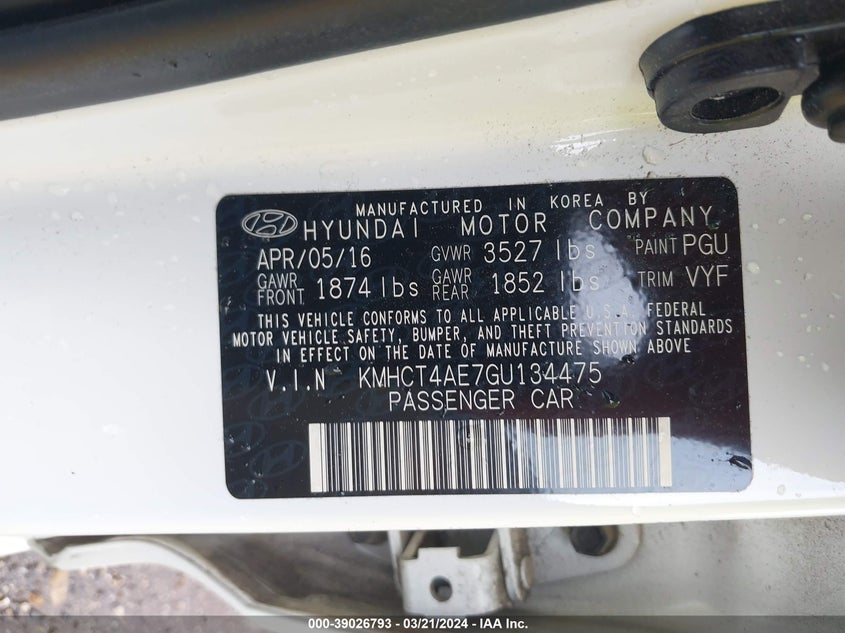 MANUFACTURED IN KOREA BY
HYUNDAI MOTOR COMPANY
APR/05/16 GVWR 3527 lbs PAINT PGU
GAWR FRONT 1874 lbs GAWR REAR 1852 lbs TRIM VYF
THIS VEHICLE CONFORMS TO ALL APPLICABLE U.S.A. FEDERAL
MOTOR VEHICLE SAFETY, BUMPER, AND THEFT PREVENTION STANDARDS
IN EFFECT ON THE DATE OF MANUFACTURE SHOWN ABOVE
V.I.N KMHCT4AE7GU134475
PASSENGER CAR
000-39026793 - 03/21/2024 - IAA Inc.